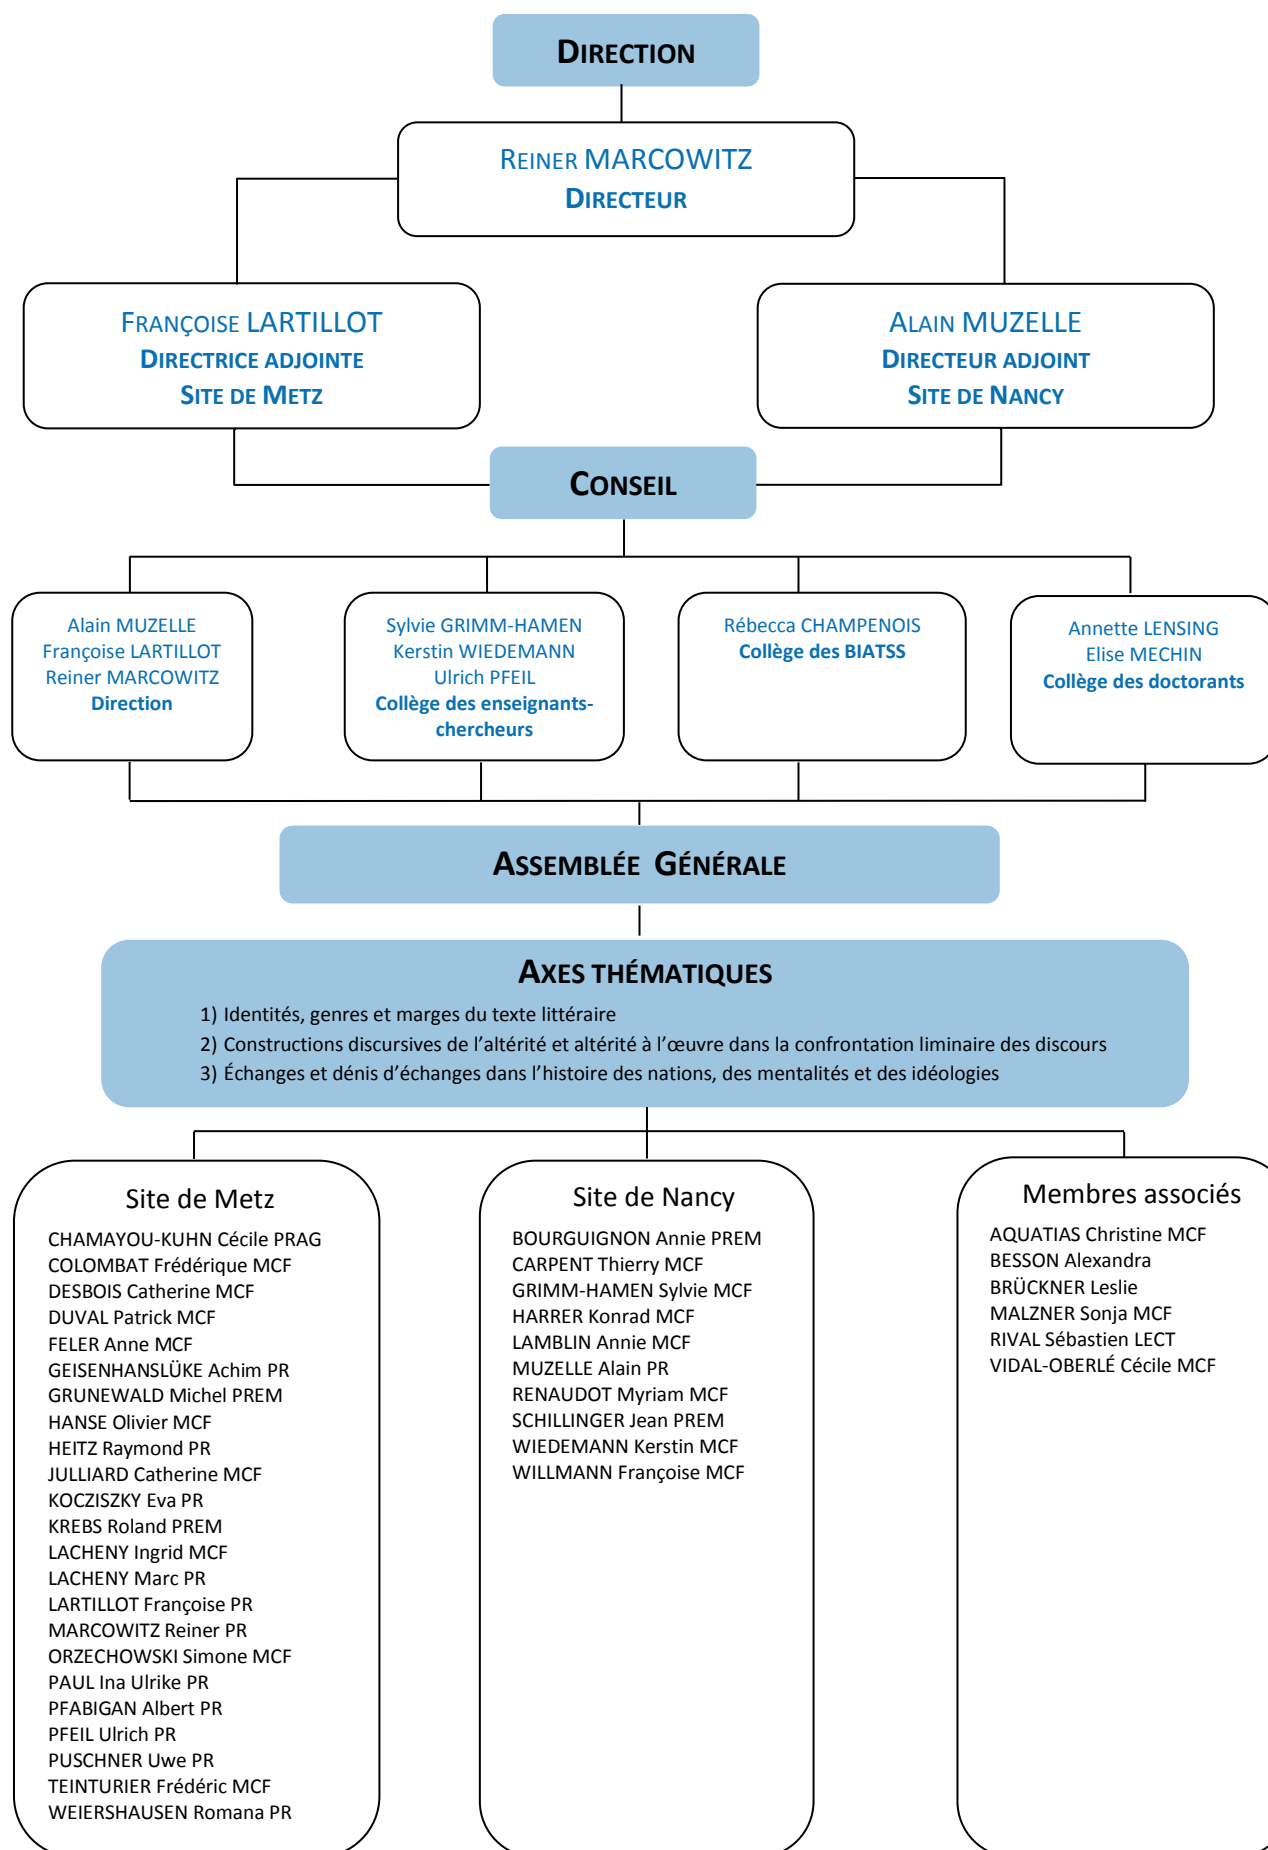 DIRECTION
REINER MARCOWITZ
DIRECTEUR
FRANÇOISE LARTILLOT
DIRECTRICE ADJOINTE
SITE DE METZ
ALAIN MUZELLE
DIRECTEUR ADJOINT
SITE DE NANCY
CONSEIL
Alain MUZELLE
Françoise LARTILLOT
Reiner MARCOWITZ
Direction
Sylvie GRIMM-HAMEN
Kerstin WIEDEMANN
Ulrich PFEIL
Collège des enseignants-
chercheurs
Rébecca CHAMPENOIS
Collège des BIATSS
Annette LENSING
Elise MECHIN
Collège des doctorants
ASSEMBLÉE GÉNÉRALE
AXES THÉMATIQUES
1) Identités, genres et marges du texte littéraire
2) Constructions discursives de l’altérité et altérité à l’œuvre dans la confrontation liminaire des discours
3) Échanges et dénis d’échanges dans l’histoire des nations, des mentalités et des idéologies
Site de Metz
CHAMAYOU-KUHN Cécile PRAG
COLOMBAT Frédérique MCF
DESBOIS Catherine MCF
DUVAL Patrick MCF
FELER Anne MCF
GEISENHANSLÜKE Achim PR
GRUNEWALD Michel PREM
HANSE Olivier MCF
HEITZ Raymond PR
JULLIARD Catherine MCF
KOCZISZKY Eva PR
KREBS Roland PREM
LACHENY Ingrid MCF
LACHENY Marc PR
LARTILLOT Françoise PR
MARCOWITZ Reiner PR
ORZECHOWSKI Simone MCF
PAUL Ina Ulrike PR
PFABIGAN Albert PR
PFEIL Ulrich PR
PUSCHNER Uwe PR
TEINTURIER Frédéric MCF
WEIERSHAUSEN Romana PR
Site de Nancy
BOURGUIGNON Annie PREM
CARPENT Thierry MCF
GRIMM-HAMEN Sylvie MCF
HARRER Konrad MCF
LAMBLIN Annie MCF
MUZELLE Alain PR
RENAUDOT Myriam MCF
SCHILLINGER Jean PREM
WIEDEMANN Kerstin MCF
WILLMANN Françoise MCF
Membres associés
AQUATIAS Christine MCF
BESSON Alexandra
BRÜCKNER Leslie
MALZNER Sonja MCF
RIVAL Sébastien LECT
VIDAL-OBERLÉ Cécile MCF